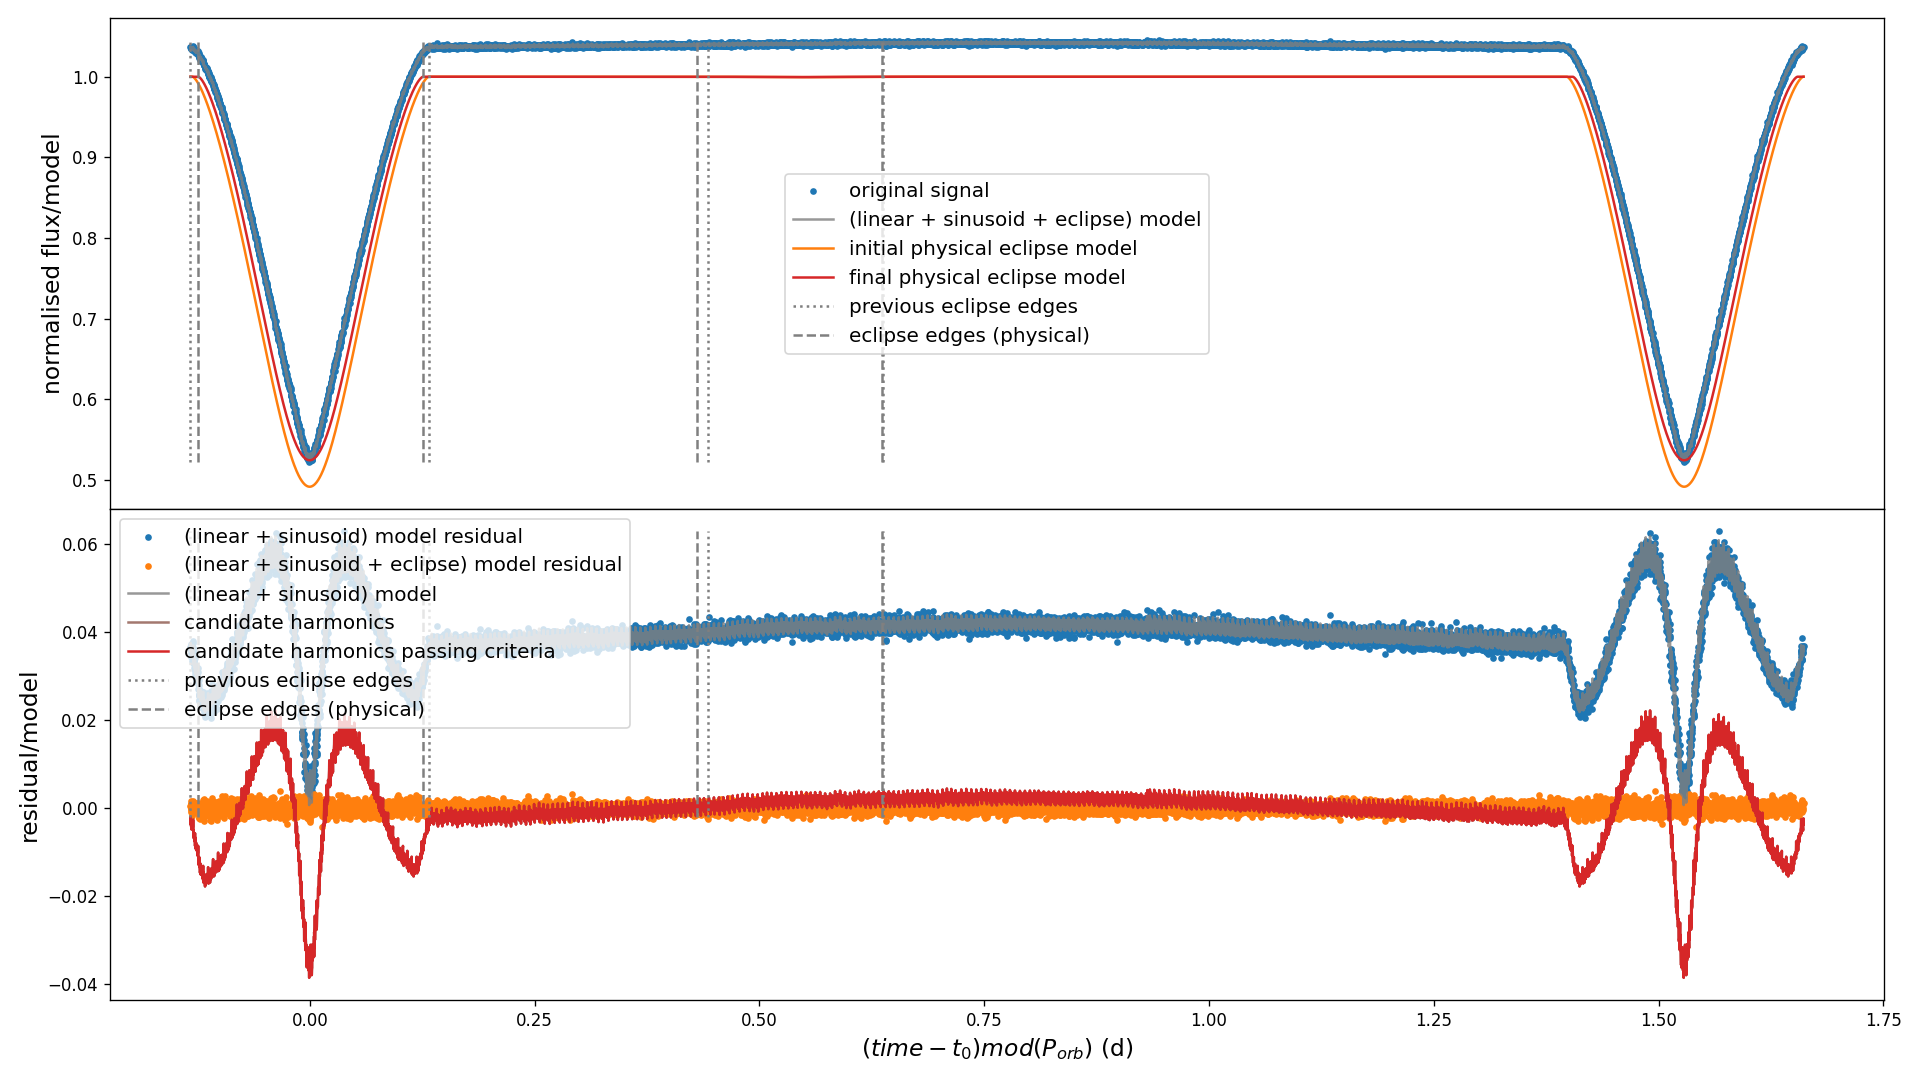 normalised flux/model
1.0
0.9
0.8
0.7
0.6
0.5
original signal
(linear + sinusoid + eclipse) model
initial physical eclipse model
final physical eclipse model
previous eclipse edges
eclipse edges (physical)
residual/model
0.06
0.04
0.02
0.00
−0.02
−0.04
(linear + sinusoid) model residual
(linear + sinusoid + eclipse) model residual
(linear + sinusoid) model
candidate harmonics
candidate harmonics passing criteria
previous eclipse edges
eclipse edges (physical)
0.00 0.25 0.50 0.75 1.00 1.25 1.50 1.75
(time − t₀)mod(Pₒᵣb) (d)